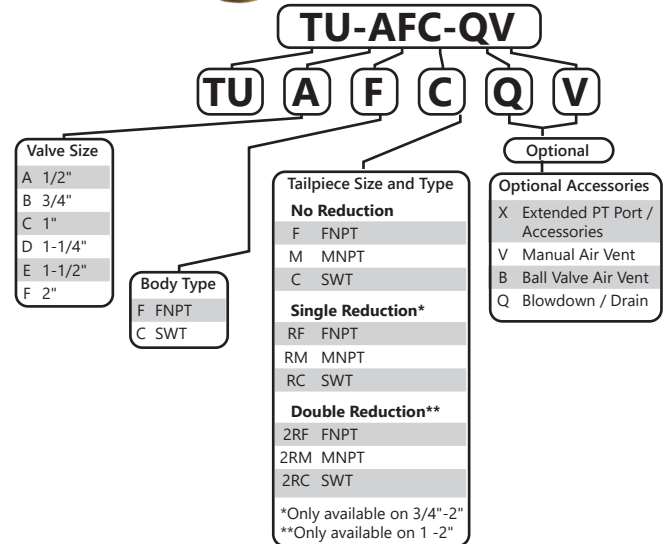 TU-AFC-QV
TU A F C Q V
Valve Size
A 1/2"
B 3/4"
C 1"
D 1-1/4"
E 1-1/2"
F 2"
Body Type
F FNPT
C SWT
Tailpiece Size and Type
No Reduction
F FNPT
M MNPT
C SWT
Single Reduction*
RF FNPT
RM MNPT
RC SWT
Double Reduction**
2RF FNPT
2RM MNPT
2RC SWT
*Only available on 3/4"-2"
**Only available on 1 -2"
Optional
Optional Accessories
X Extended PT Port /
Accessories
V Manual Air Vent
B Ball Valve Air Vent
Q Blowdown / Drain